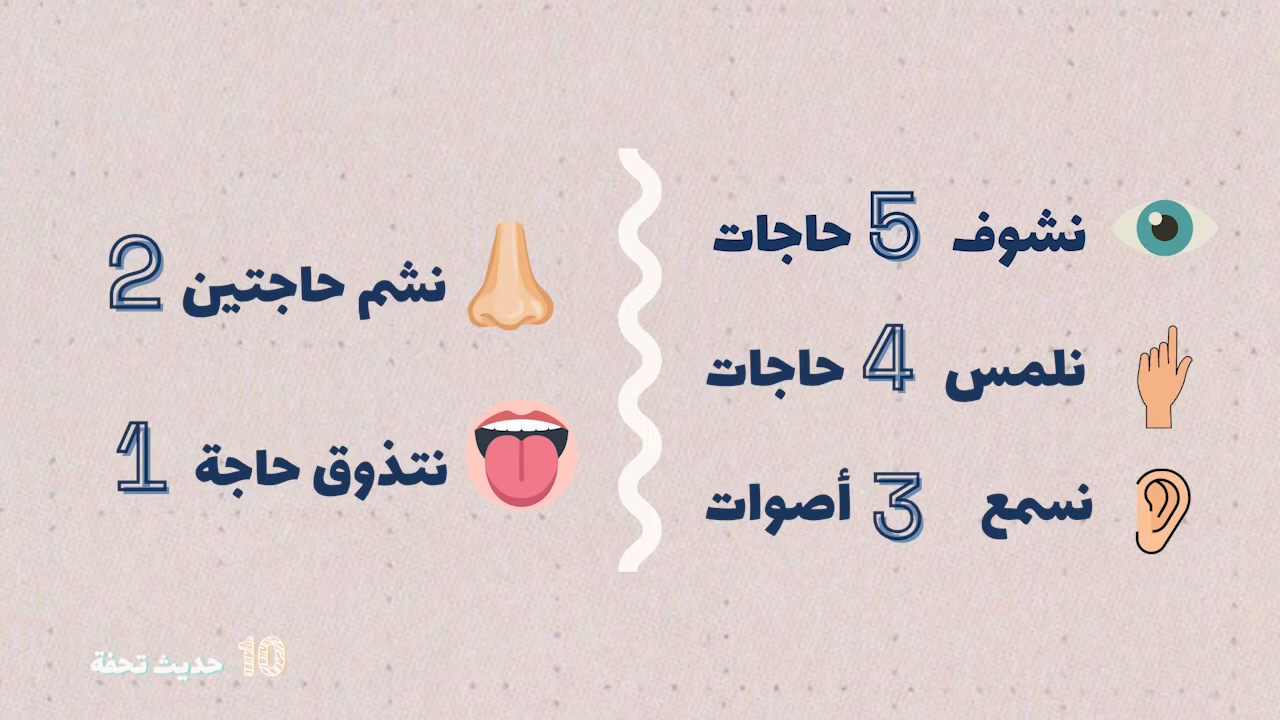 نشوف 5 حاجات
نلمس 4 حاجات
نسمع 3 أصوات
نشم حاجتين 2
نتذوق حاجة 1
10 حديث تحفة